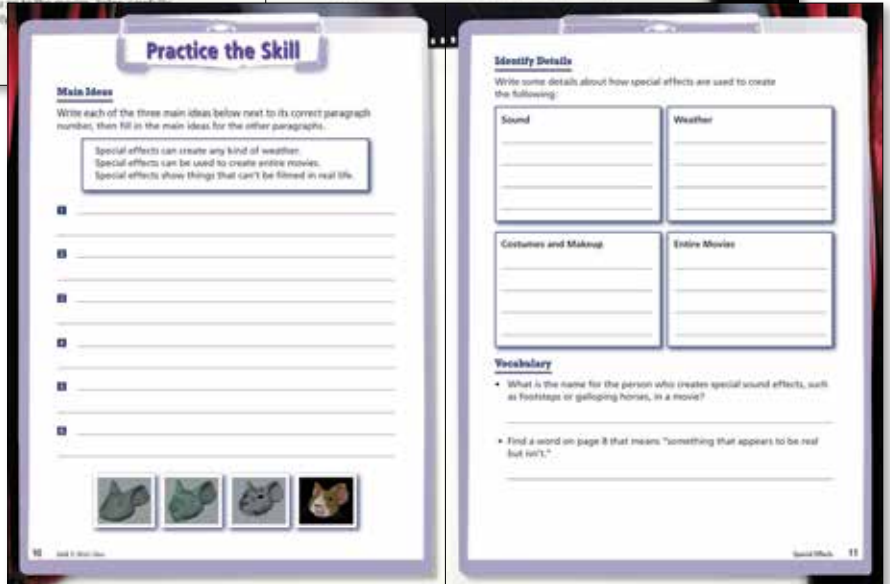 Practice the Skill
Main Ideas
Write each of the three main ideas below next to its correct paragraph
number, then fill in the main ideas for the other paragraphs.
Special effects can create any kind of weather.
Special effects can be used to create entire movies.
Special effects show things that can't be filmed in real life.
1
2
3
4
5
6
10
Identify Details
Write some details about how special effects are used to create
the following:
Sound
Weather
Costumes and Makeup
Entire Movies
Vocabulary
• What is the name for the person who creates special sound effects, such
as footsteps or galloping horses, in a movie?
• Find a word on page 8 that means "something that appears to be real
but isn't."
Special Effects 11